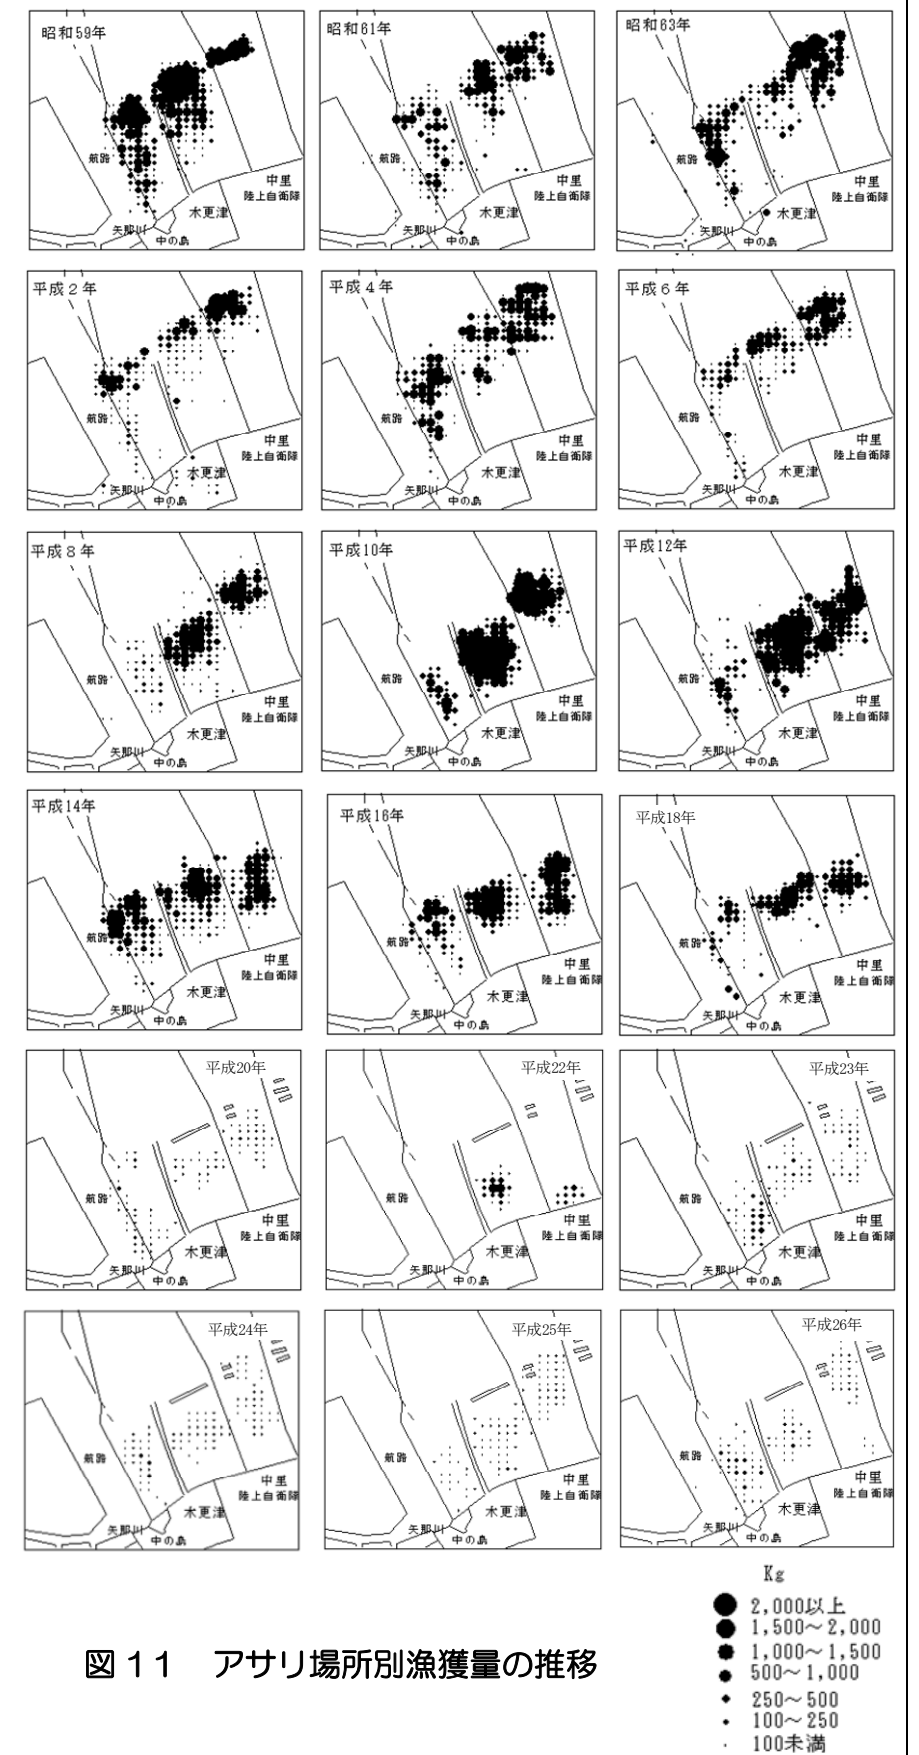 昭和59年
航路
中里
陸上自衛隊
木更津
矢那川
中の島
昭和61年
航路
中里
陸上自衛隊
木更津
矢那川
中の島
昭和63年
航路
中里
陸上自衛隊
木更津
矢那川
中の島
平成2年
航路
中里
陸上自衛隊
木更津
矢那川
中の島
平成4年
航路
中里
陸上自衛隊
木更津
矢那川
中の島
平成6年
航路
中里
陸上自衛隊
木更津
矢那川
中の島
平成8年
航路
中里
陸上自衛隊
木更津
矢那川
中の島
平成10年
航路
中里
陸上自衛隊
木更津
矢那川
中の島
平成12年
航路
中里
陸上自衛隊
木更津
矢那川
中の島
平成14年
航路
中里
陸上自衛隊
木更津
矢那川
中の島
平成16年
航路
中里
陸上自衛隊
木更津
矢那川
中の島
平成18年
航路
中里
陸上自衛隊
木更津
矢那川
中の島
平成20年
航路
中里
陸上自衛隊
木更津
矢那川
中の島
平成22年
航路
中里
陸上自衛隊
木更津
矢那川
中の島
平成23年
航路
中里
陸上自衛隊
木更津
矢那川
中の島
平成24年
航路
中里
陸上自衛隊
木更津
矢那川
中の島
平成25年
航路
中里
陸上自衛隊
木更津
矢那川
中の島
平成26年
航路
中里
陸上自衛隊
木更津
矢那川
中の島
Kg
2,000以上
1,500～2,000
1,000～1,500
500～1,000
250～500
100～250
100未満
図11 アサリ場所別漁獲量の推移